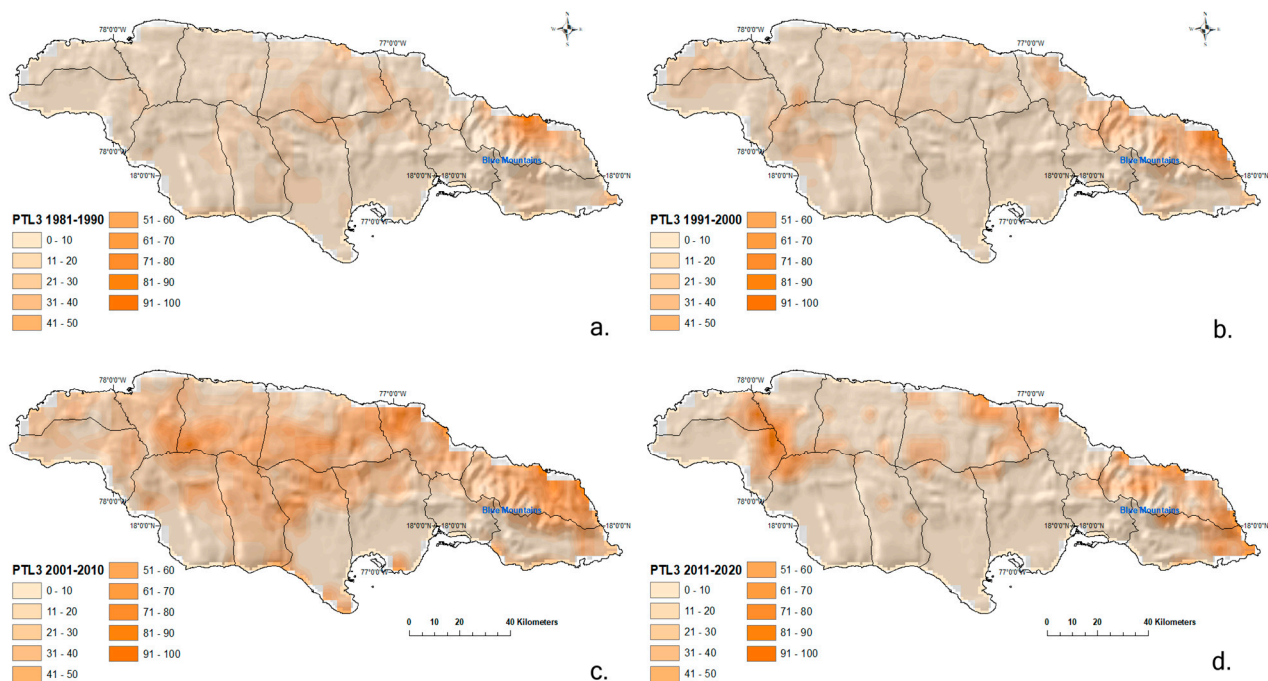 78°0'0"W
77°0'0"W
Blue Mountains
78°0'0"W
18°0'0"N
18°0'0"N
18°0'0"N
77°0'0"W
PTL3 1981-1990
0 - 10
11 - 20
21 - 30
31 - 40
41 - 50
51 - 60
61 - 70
71 - 80
81 - 90
91 - 100
a.
78°0'0"W
77°0'0"W
Blue Mountains
78°0'0"W
18°0'0"N
18°0'0"N
18°0'0"N
77°0'0"W
PTL3 1991-2000
0 - 10
11 - 20
21 - 30
31 - 40
41 - 50
51 - 60
61 - 70
71 - 80
81 - 90
91 - 100
b.
78°0'0"W
77°0'0"W
Blue Mountains
78°0'0"W
18°0'0"N
18°0'0"N
18°0'0"N
77°0'0"W
PTL3 2001-2010
0 - 10
11 - 20
21 - 30
31 - 40
41 - 50
51 - 60
61 - 70
71 - 80
81 - 90
91 - 100
0 10 20 40 Kilometers
c.
78°0'0"W
77°0'0"W
Blue Mountains
78°0'0"W
18°0'0"N
18°0'0"N
18°0'0"N
77°0'0"W
PTL3 2011-2020
0 - 10
11 - 20
21 - 30
31 - 40
41 - 50
51 - 60
61 - 70
71 - 80
81 - 90
91 - 100
0 10 20 40 Kilometers
d.